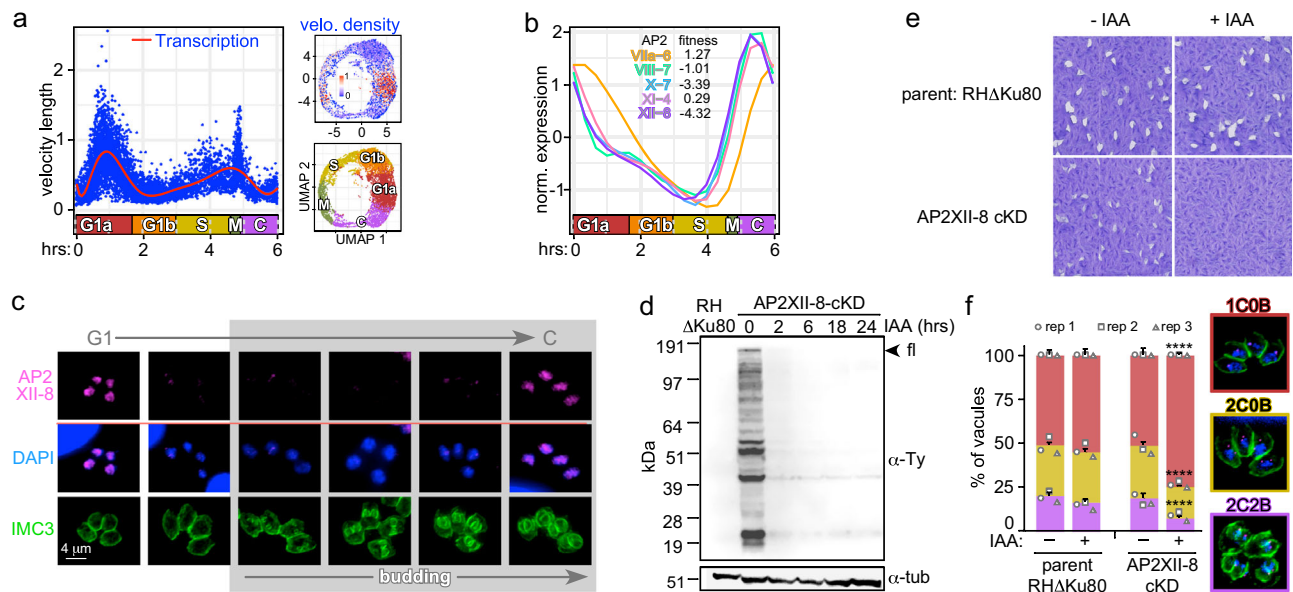 a
velo. density
Transcription
velocity length
2
1
0
G1a G1b S M C
hrs: 0 2 4 6
4
0
-4
1
0
-5 0 5
UMAP 2
S G1b
G1a
M
C
UMAP 1
b
norm. expressionn
2
1
0
-1
AP2 fitness
VIIa-6 1.27
VIII-7 -1.01
X-7 -3.39
XI-4 0.29
XII-8 -4.32
G1a G1b S M C
hrs: 0 2 4 6
e
- IAA + IAA
parent: RHΔKu80
AP2XII-8 cKD
c
G1 C
AP2
XII-8
DAPI
IMC3
4 μm
budding
d
RH AP2XII-8-cKD
ΔKu80 0 2 6 18 24 IAA (hrs)
191
97
64
51
39
28
19
kDa
fl
α-Ty
51
α-tub
f
rep 1 rep 2 rep 3
% of vacules
100
75
50
25
0
****
****
****
IAA: − + − +
parent
RHΔKu80
AP2XII-8
cKD
1C0B
2C0B
2C2B